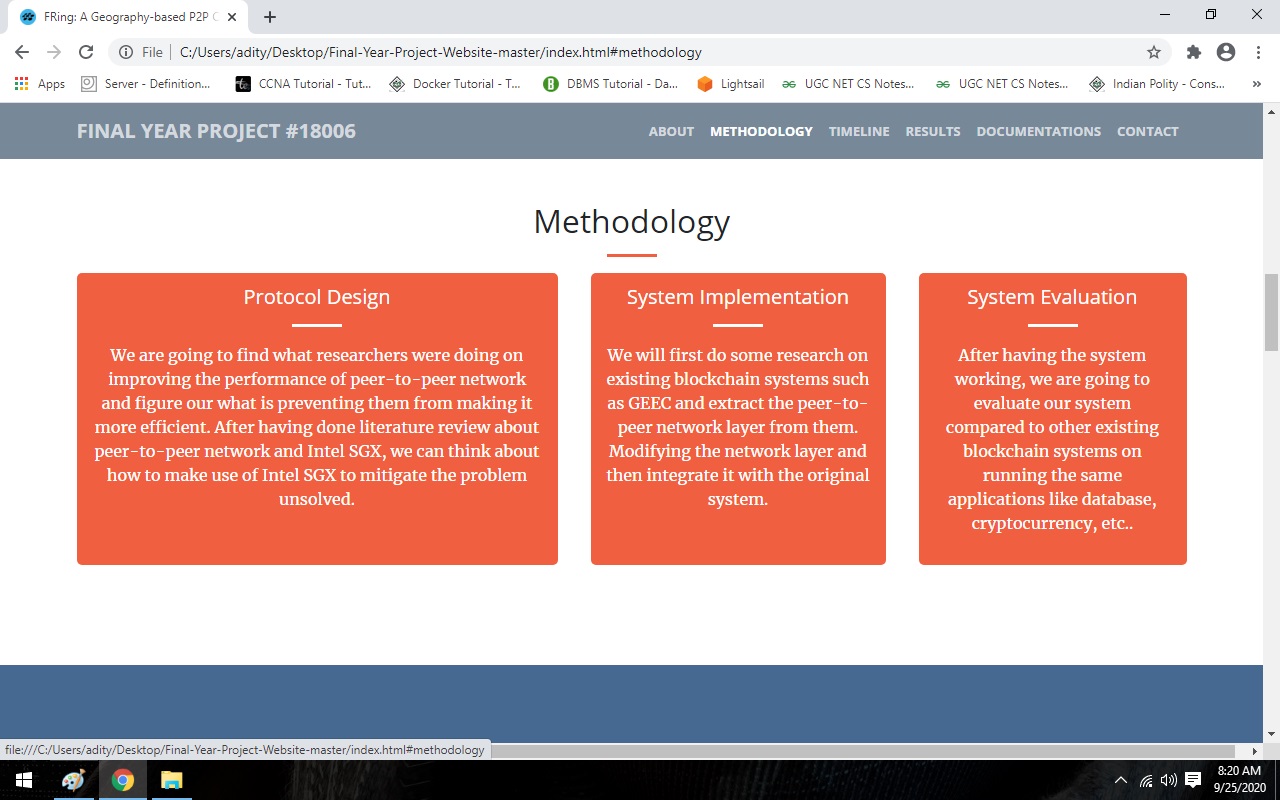 FRing: A Geography-based P2P C
File
C:/Users/adity/Desktop/Final-Year-Project-Website-master/index.html#methodology
Apps
Server - Definition...
CCNA Tutorial - Tut...
Docker Tutorial - T...
DBMS Tutorial - Da...
Lightsail
UGC NET CS Notes...
UGC NET CS Notes...
Indian Polity - Cons...
»
FINAL YEAR PROJECT #18006
ABOUT
METHODOLOGY
TIMELINE
RESULTS
DOCUMENTATIONS
CONTACT
Methodology
Protocol Design
We are going to find what researchers were doing on
improving the performance of peer-to-peer network
and figure our what is preventing them from making it
more efficient. After having done literature review about
peer-to-peer network and Intel SGX, we can think about
how to make use of Intel SGX to mitigate the problem
unsolved.
System Implementation
We will first do some research on
existing blockchain systems such
as GEEC and extract the peer-to-
peer network layer from them.
Modifying the network layer and
then integrate it with the original
system.
System Evaluation
After having the system
working, we are going to
evaluate our system
compared to other existing
blockchain systems on
running the same
applications like database,
cryptocurrency, etc..
file:///C:/Users/adity/Desktop/Final-Year-Project-Website-master/index.html#methodology
8:20 AM
9/25/2020